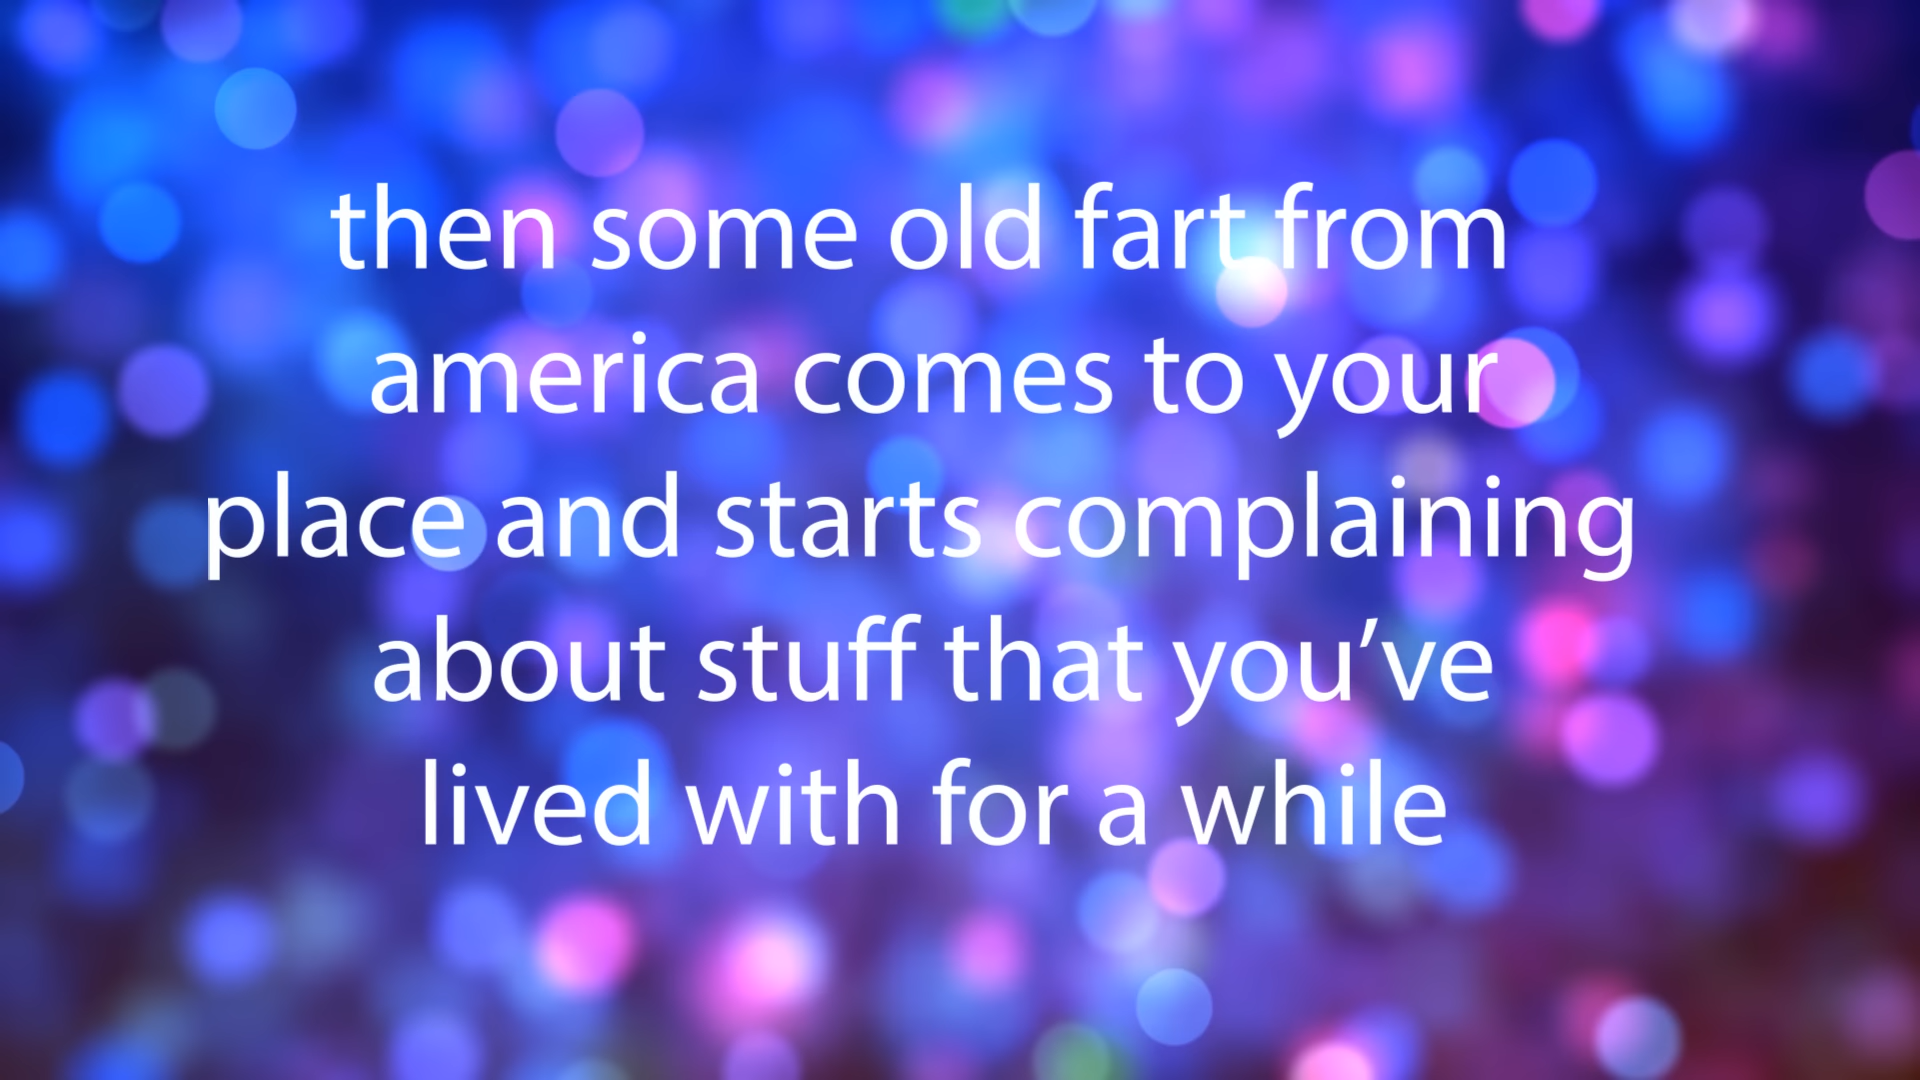 then some old fart from
america comes to your
place and starts complaining
about stuff that you’ve
lived with for a while